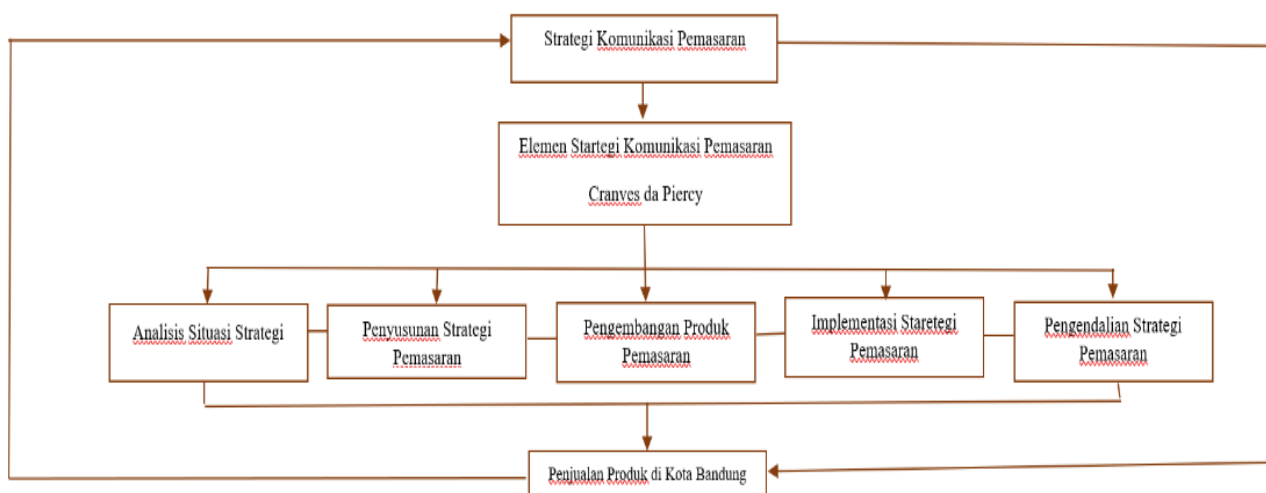 Strategi Komunikasi Pemasaran
Elemen Startegi Komunikasi Pemasaran
Cranves da Piercy
Analisis Situasi Strategi
Penyusunan Strategi
Pemasaran
Pengembangan Produk
Pemasaran
Implementasi Staretegi
Pemasaran
Pengendalian Strategi
Pemasaran
Penjualan Produk di Kota Bandung